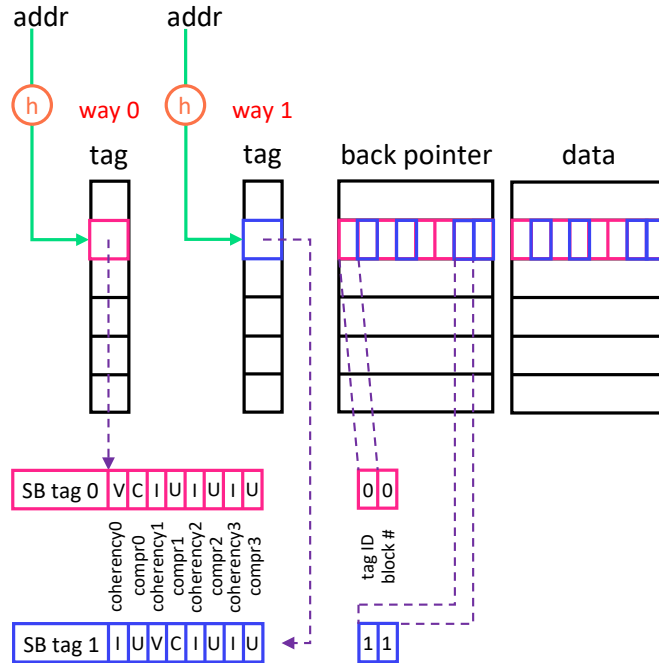 addr addr
h way 0 h way 1
tag tag back pointer data
SB tag 0 V C I U I U I U 0 0
coherency0
compr0
coherency1
compr1
coherency2
compr2
coherency3
compr3
tag ID
block #
SB tag 1 I U V C I U I U 1 1